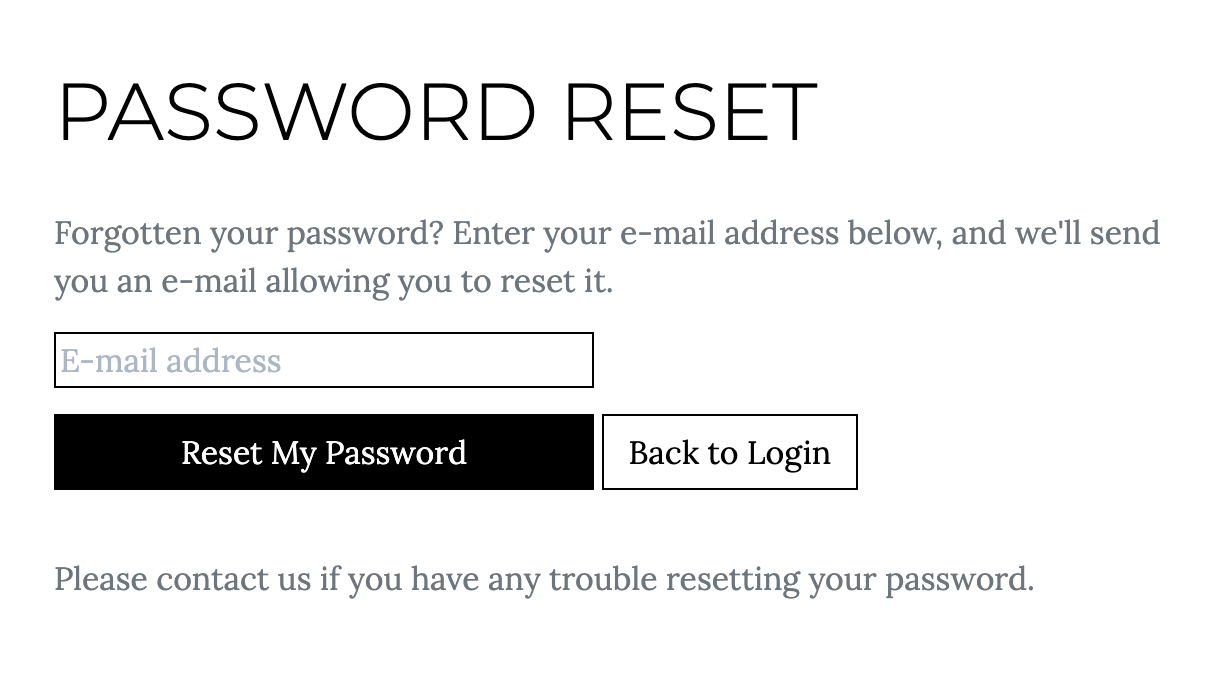 PASSWORD RESET
Forgotten your password? Enter your e-mail address below, and we'll send
you an e-mail allowing you to reset it.
E-mail address
Reset My Password Back to Login
Please contact us if you have any trouble resetting your password.